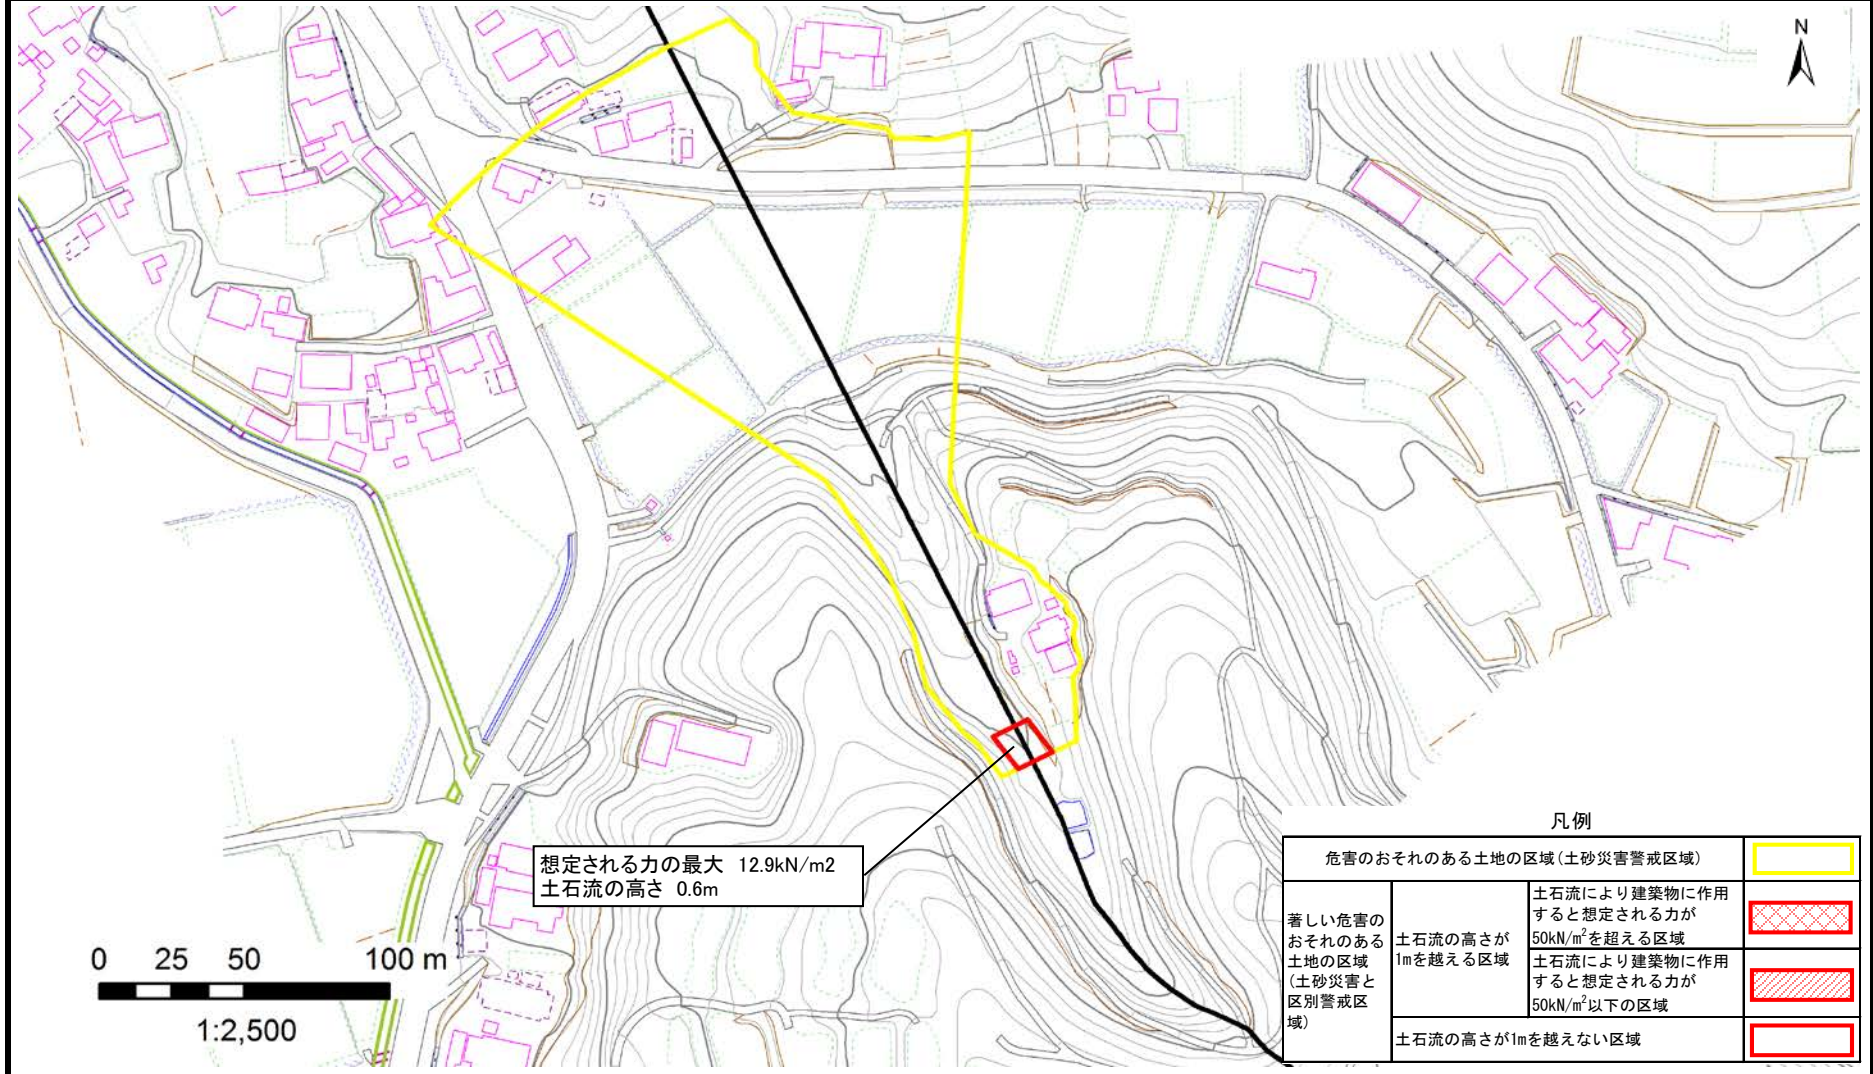 N
想定される力の最大 12.9kN/m2
土石流の高さ 0.6m
0 25 50 100 m
1:2,500
凡例
危害のおそれのある土地の区域(土砂災害警戒区域)
著しい危害の
おそれのある
土地の区域
(土砂災害と
区別警戒区
域)
土石流の高さが
1mを越える区域
土石流により建築物に作用
すると想定される力が
50kN/m²を超える区域
土石流により建築物に作用
すると想定される力が
50kN/m²以下の区域
土石流の高さが1mを越えない区域